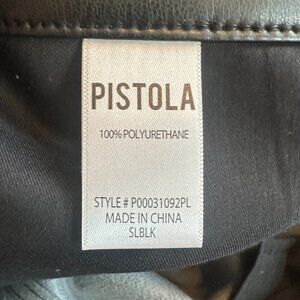 PISTOLA
100% POLYURETHANE
STYLE # P00031092PL
MADE IN CHINA
SLBLK